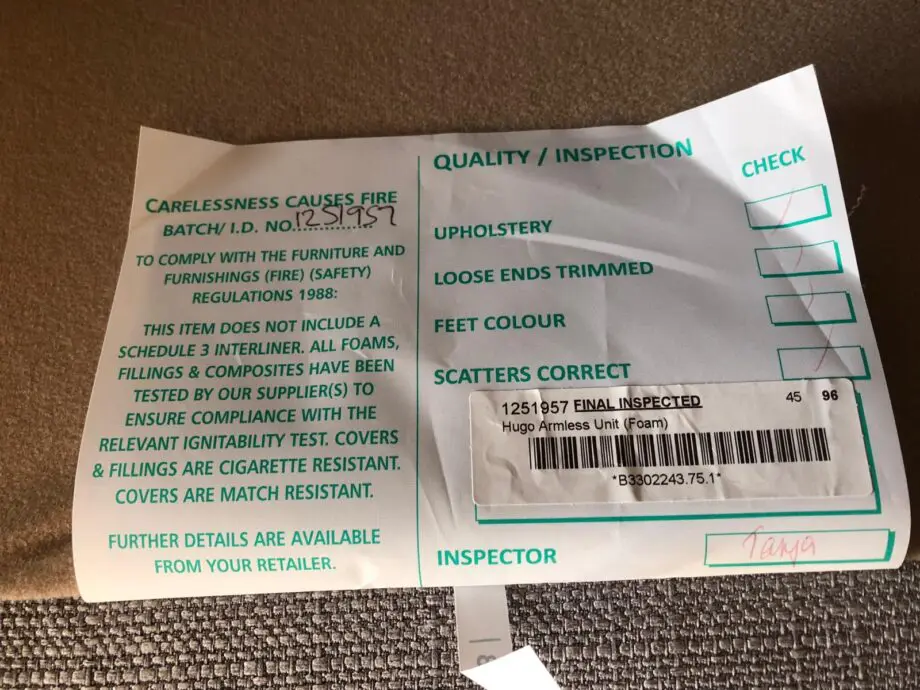 CARELESSNESS CAUSES FIRE
BATCH/ I.D. NO. 1251957
TO COMPLY WITH THE FURNITURE AND
FURNISHINGS (FIRE) (SAFETY)
REGULATIONS 1988:
THIS ITEM DOES NOT INCLUDE A
SCHEDULE 3 INTERLINER. ALL FOAMS,
FILLINGS & COMPOSITES HAVE BEEN
TESTED BY OUR SUPPLIER(S) TO
ENSURE COMPLIANCE WITH THE
RELEVANT IGNITABILITY TEST. COVERS
& FILLINGS ARE CIGARETTE RESISTANT.
COVERS ARE MATCH RESISTANT.
FURTHER DETAILS ARE AVAILABLE
FROM YOUR RETAILER.
QUALITY / INSPECTION
CHECK
UPHOLSTERY
LOOSE ENDS TRIMMED
FEET COLOUR
SCATTERS CORRECT
1251957 FINAL INSPECTED 45 96
Hugo Armless Unit (Foam)
*B3302243.75.1*
INSPECTOR Tanja